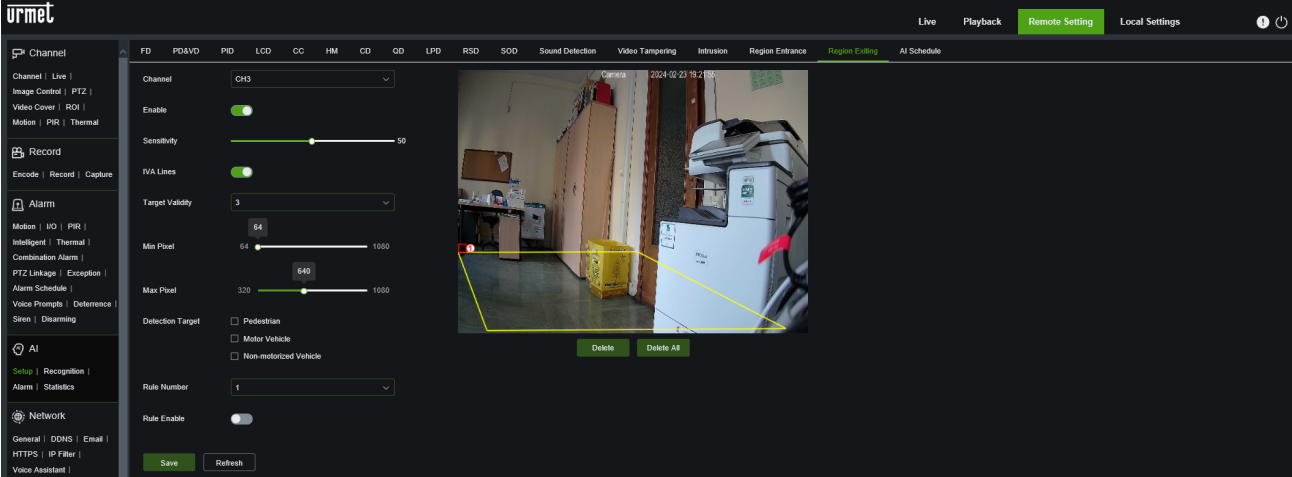 urmet
Live Playback Remote Setting Local Settings
Channel
Channel | Live |
Image Control | PTZ |
Video Cover | ROI |
Motion | PIR | Thermal
Record
Encode | Record | Capture
Alarm
Motion | I/O | PIR |
Intelligent | Thermal |
Combination Alarm |
PTZ Linkage | Exception |
Alarm Schedule |
Voice Prompts | Deterrence |
Siren | Disarming
AI
Setup | Recognition |
Alarm | Statistics
Network
General | DDNS | Email |
HTTPS | IP Filter |
Voice Assistant |
FD PD&VD PID LCD CC HM CD QD LPD RSD SOD Sound Detection Video Tampering Intrusion Region Entrance Region Exiting AI Schedule
Channel CH3
Enable
Sensitivity 50
IVA Lines
Target Validity 3
64
Min Pixel 64 1080
640
Max Pixel 320 1080
Detection Target Pedestrian
Motor Vehicle
Non-motorized Vehicle
Rule Number 1
Rule Enable
Save Refresh
Camera 2024-02-23 19:21:55
1
Delete Delete All